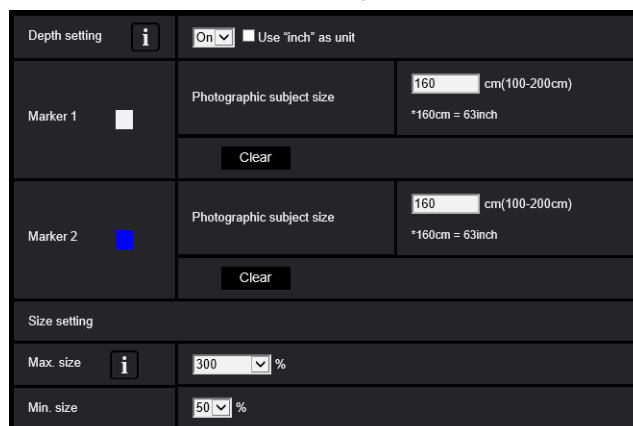 Depth setting i On Use "inch" as unit
Marker 1
Photographic subject size
160 cm(100-200cm)
*160cm = 63inch
Clear
Marker 2
Photographic subject size
160 cm(100-200cm)
*160cm = 63inch
Clear
Size setting
Max. size i 300 %
Min. size 50 %